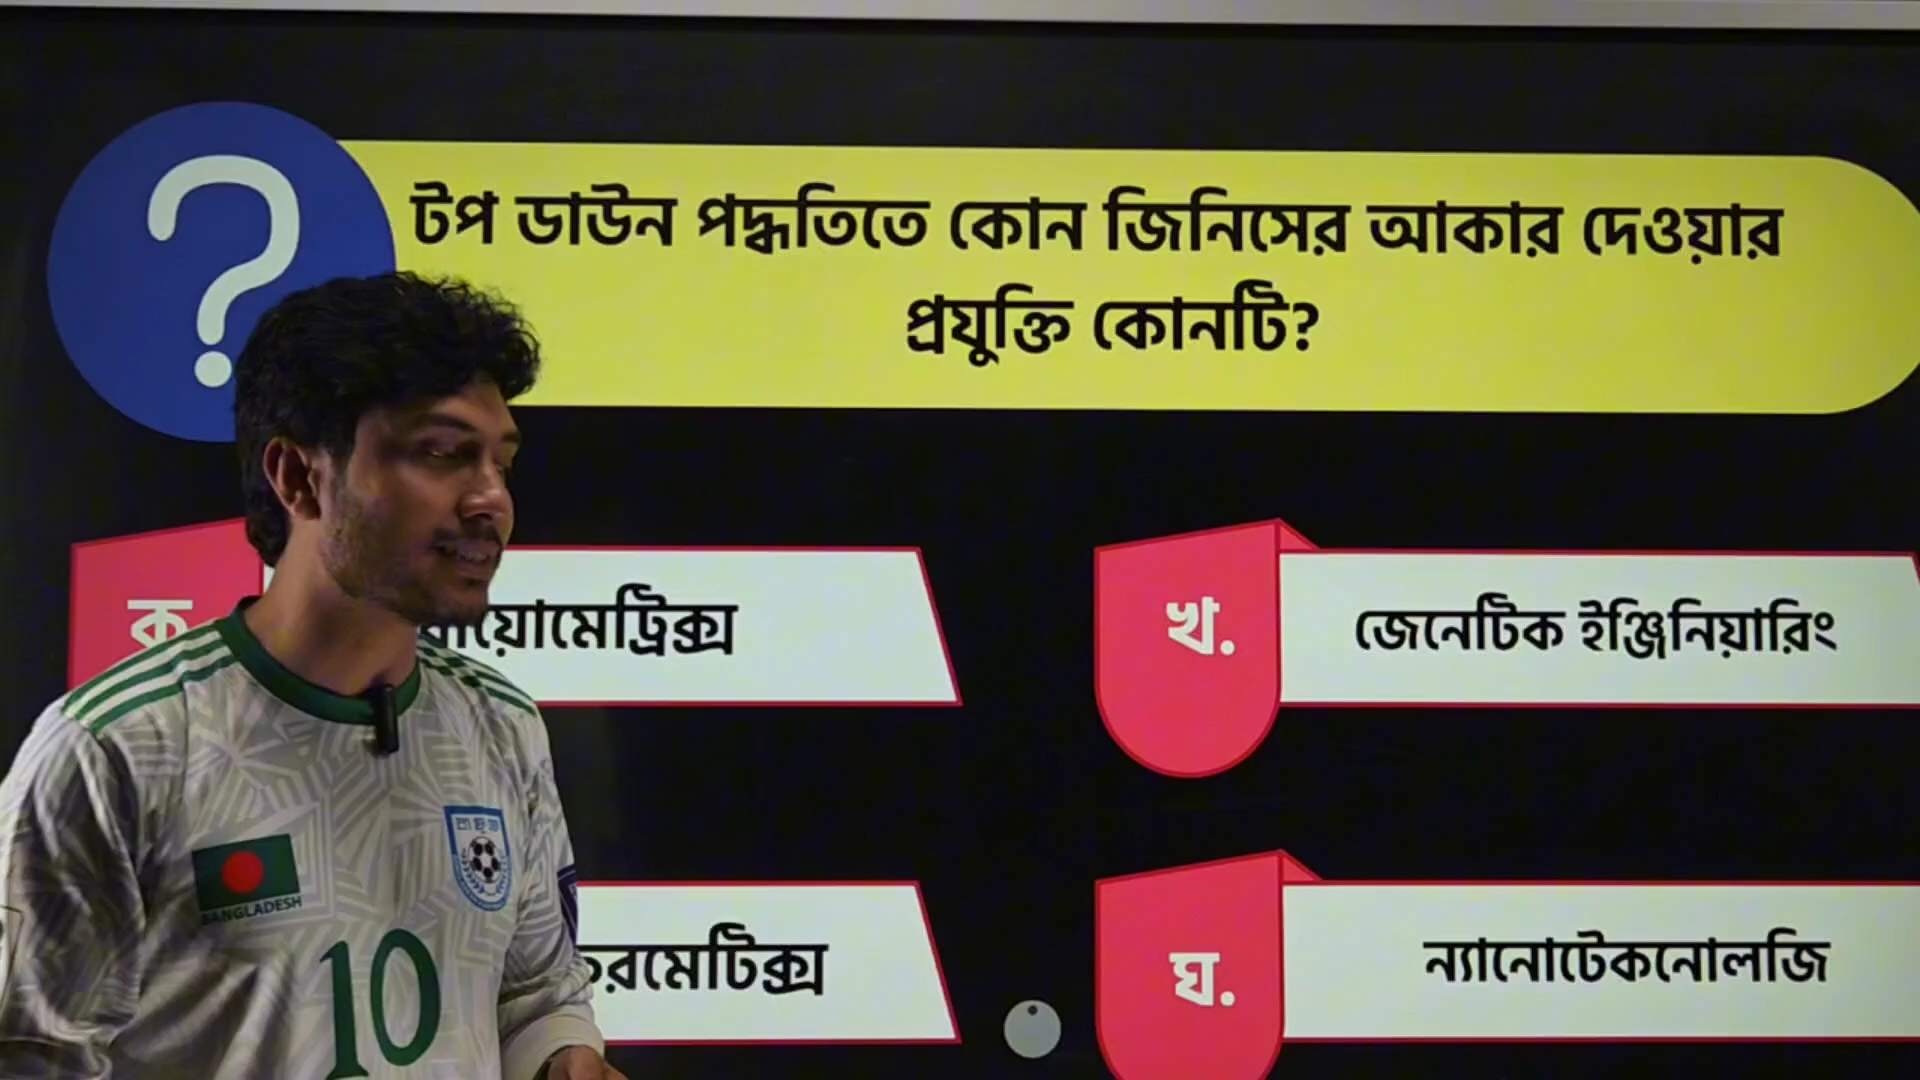 ?
টপ ডাউন পদ্ধতিতে কোন জিনিসের আকার দেওয়ার
প্রযুক্তি কোনটি?
ক
খ.
জেনেটিক ইঞ্জিনিয়ারিং
ঘ.
ন্যানোটেকনোলজি
BANGLADESH
10